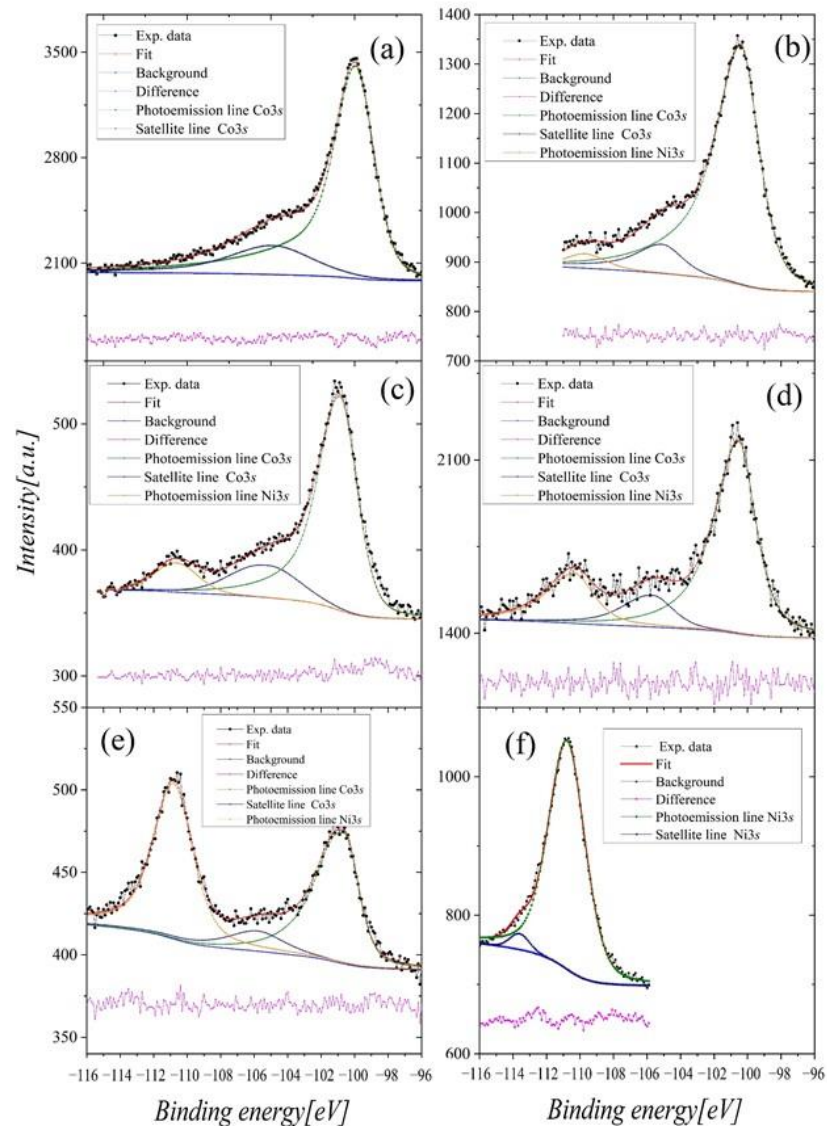 (a)
Exp. data
Fit
Background
Difference
Photoemission line Co3s
Satellite line Co3s
3500
2800
2100
(b)
Exp. data
Fit
Background
Difference
Photoemission line Co3s
Satellite line Co3s
Photoemission line Ni3s
1400
1300
1200
1100
1000
900
800
700
(c)
Exp. data
Fit
Background
Difference
Photoemission line Co3s
Satellite line Co3s
Photoemission line Ni3s
500
400
300
(d)
Exp. data
Fit
Background
Difference
Photoemission line Co3s
Satellite line Co3s
Photoemission line Ni3s
2100
1400
Intensity[a.u.]
(e)
Exp. data
Fit
Background
Difference
Photoemission line Co3s
Satellite line Co3s
Photoemission line Ni3s
550
500
450
400
350
(f)
Exp. data
Fit
Background
Difference
Photoemission line Ni3s
Satellite line Ni3s
1000
800
600
−116 −114 −112 −110 −108 −106 −104 −102 −100 −98 −96
−116 −114 −112 −110 −108 −106 −104 −102 −100 −98 −96
Binding energy[eV]
Binding energy[eV]